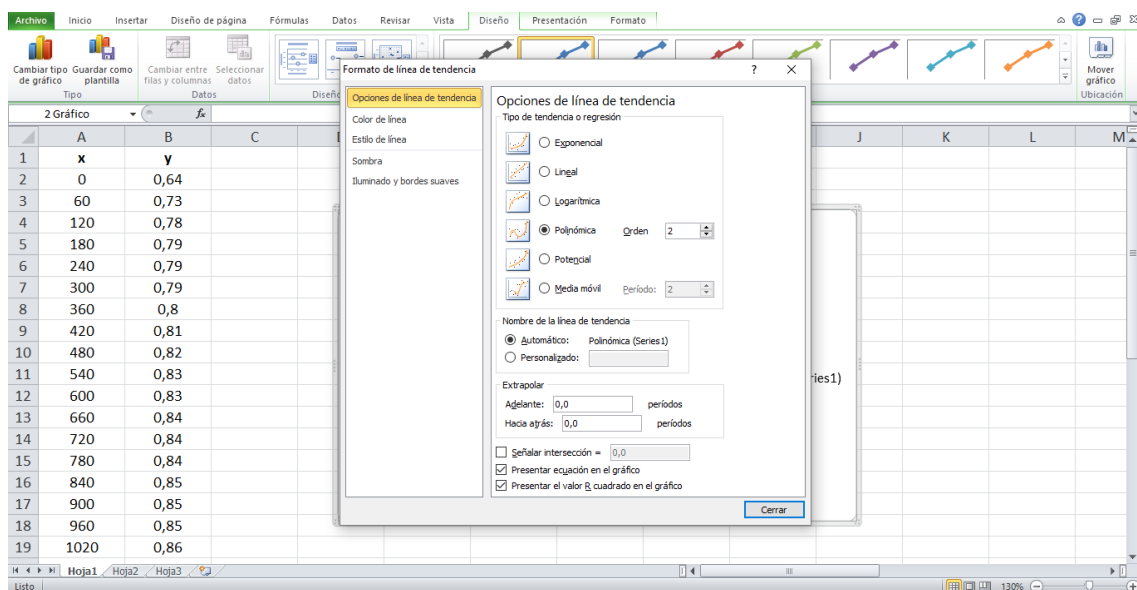 Archivo Inicio Insertar Diseño de página Fórmulas Datos Revisar Vista Diseño Presentación Formato
Cambiar tipo de gráfico
Guardar como plantilla
Cambiar entre filas y columnas
Seleccionar datos
Mover gráfico
Tipo Datos Ubicación
2 Gráfico fx
A B C J K L M
1 x y
2 0 0,64
3 60 0,73
4 120 0,78
5 180 0,79
6 240 0,79
7 300 0,79
8 360 0,8
9 420 0,81
10 480 0,82
11 540 0,83
12 600 0,83
13 660 0,84
14 720 0,84
15 780 0,84
16 840 0,85
17 900 0,85
18 960 0,85
19 1020 0,86
Formato de línea de tendencia ? X
Opciones de línea de tendencia
Color de línea
Estilo de línea
Sombra
Iluminado y bordes suaves
Opciones de línea de tendencia
Tipo de tendencia o regresión
Exponencial
Lineal
Logarítmica
Polinómica Orden 2
Potencial
Media móvil Período: 2
Nombre de la línea de tendencia
Automático: Polinómica (Series1)
Personalizado:
Extrapolar
Adelante: 0,0 períodos
Hacia atrás: 0,0 períodos
Señalar intersección = 0,0
Presentar ecuación en el gráfico
Presentar el valor R cuadrado en el gráfico
Cerrar
ries1)
Hoja1 Hoja2 Hoja3
Listo 130%